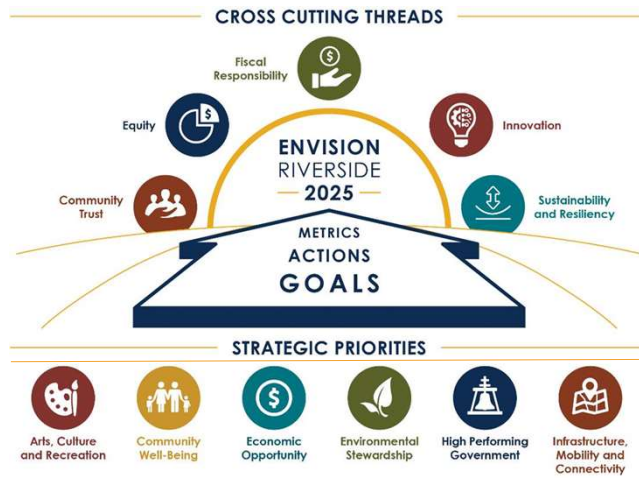 CROSS CUTTING THREADS
Fiscal
Responsibility
$
Equity
$
Innovation
ENVISION
RIVERSIDE
2025
Community
Trust
Sustainability
and Resiliency
METRICS
ACTIONS
GOALS
STRATEGIC PRIORITIES
$
Arts, Culture
and Recreation
Community
Well-Being
Economic
Opportunity
Environmental
Stewardship
High Performing
Government
Infrastructure,
Mobility and
Connectivity